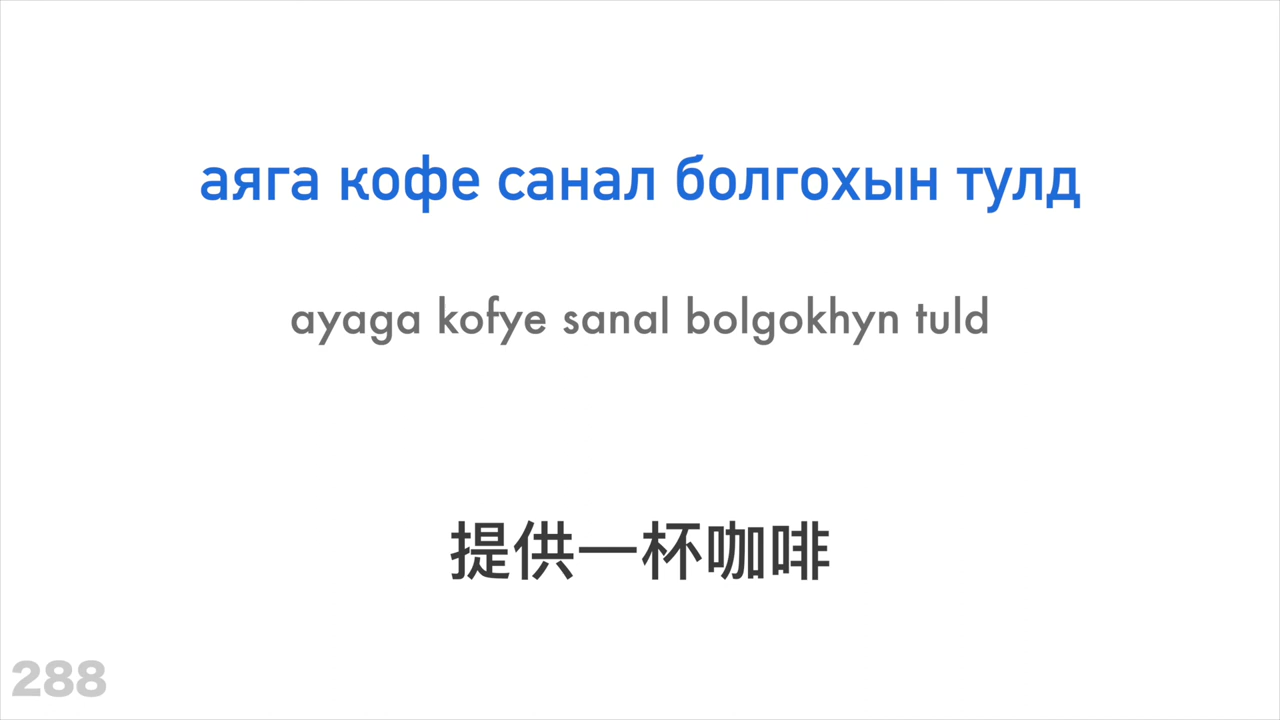 аяга кофе санал болгохын тулд
ayaga kofye sanal bolgokhyn tuld
提供一杯咖啡
288